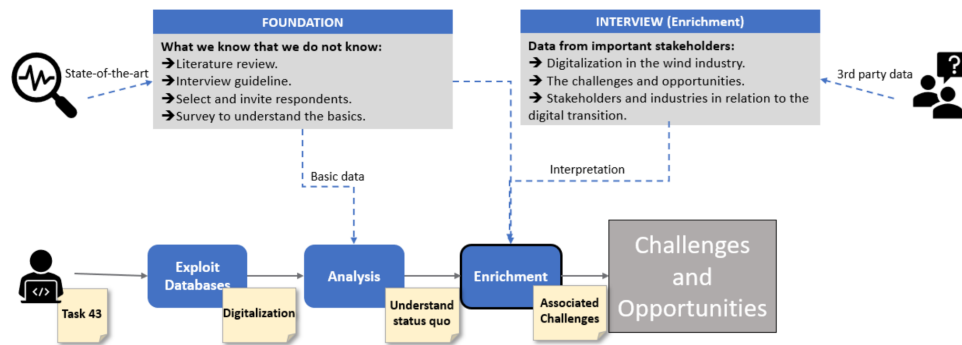 FOUNDATION
What we know that we do not know:
➔Literature review.
➔Interview guideline.
➔Select and invite respondents.
➔Survey to understand the basics.
INTERVIEW (Enrichment)
Data from important stakeholders:
➔ Digitalization in the wind industry.
➔ The challenges and opportunities.
➔ Stakeholders and industries in relation to the
digital transition.
State-of-the-art
3rd party data
Basic data
Interpretation
</>
Task 43
Exploit
Databases
Digitalization
Analysis
Understand
status quo
Enrichment
Associated
Challenges
Challenges
and
Opportunities
?